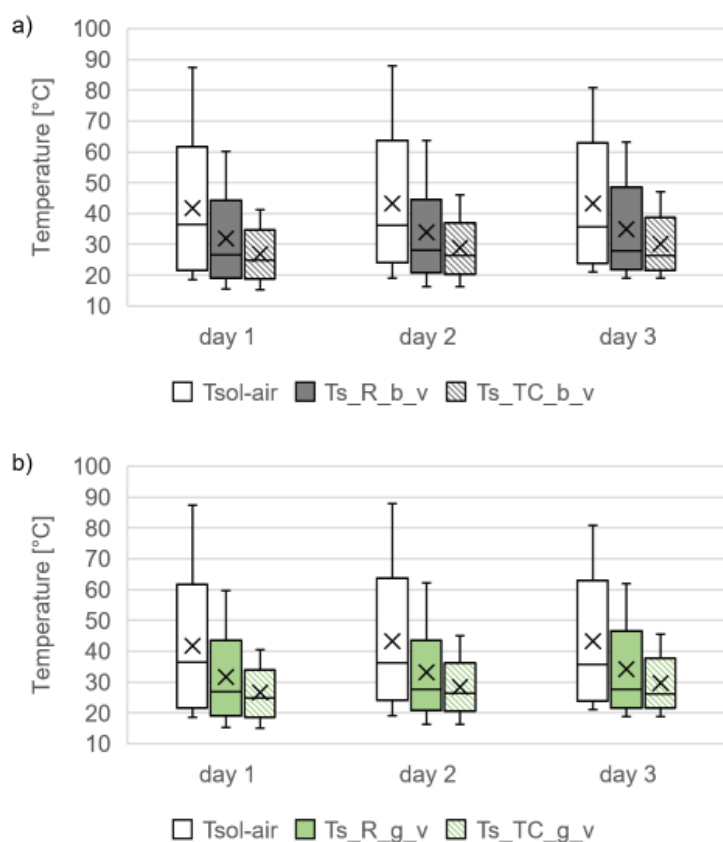 a)
Temperature [°C]
100
90
80
70
60
50
40
30
20
10
day 1 day 2 day 3
Tsol-air Ts_R_b_v Ts_TC_b_v
b)
Temperature [°C]
100
90
80
70
60
50
40
30
20
10
day 1 day 2 day 3
Tsol-air Ts_R_g_v Ts_TC_g_v